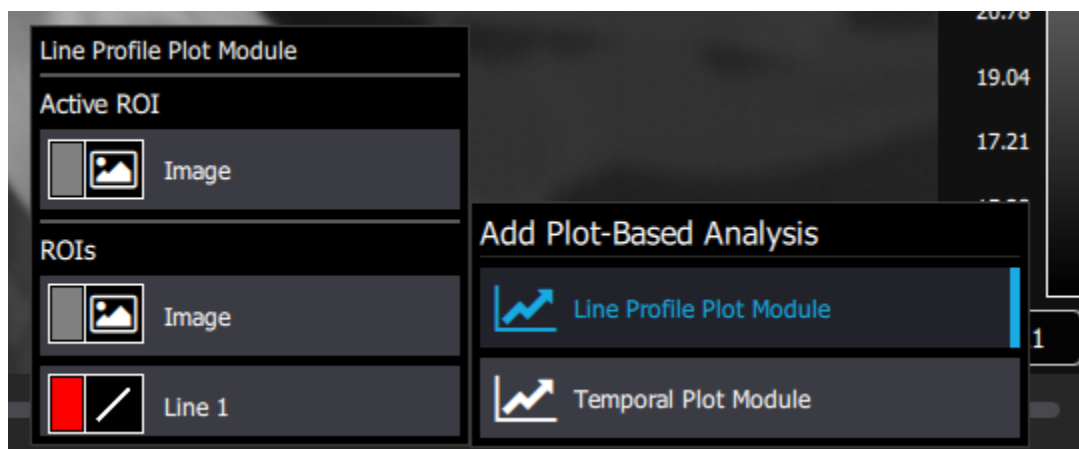 Line Profile Plot Module
Active ROI
Image
ROIs
Image
Line 1
Add Plot-Based Analysis
Line Profile Plot Module
Temporal Plot Module
20.78
19.04
17.21
1